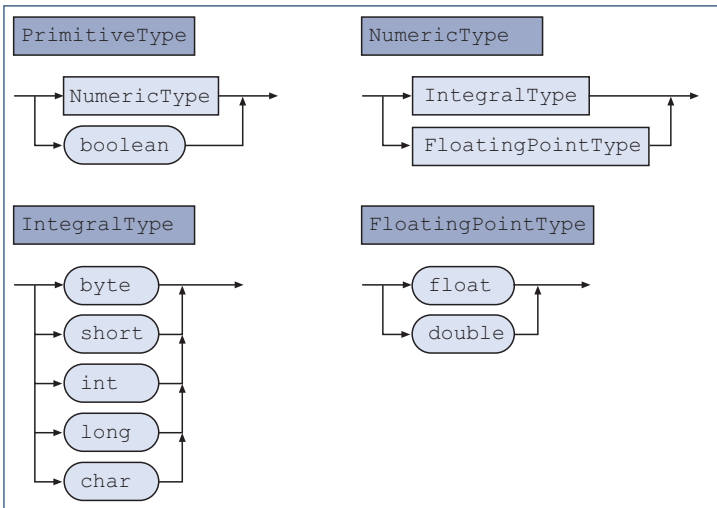 PrimitiveType
NumericType
boolean
NumericType
IntegralType
FloatingPointType
IntegralType
byte
short
int
long
char
FloatingPointType
float
double